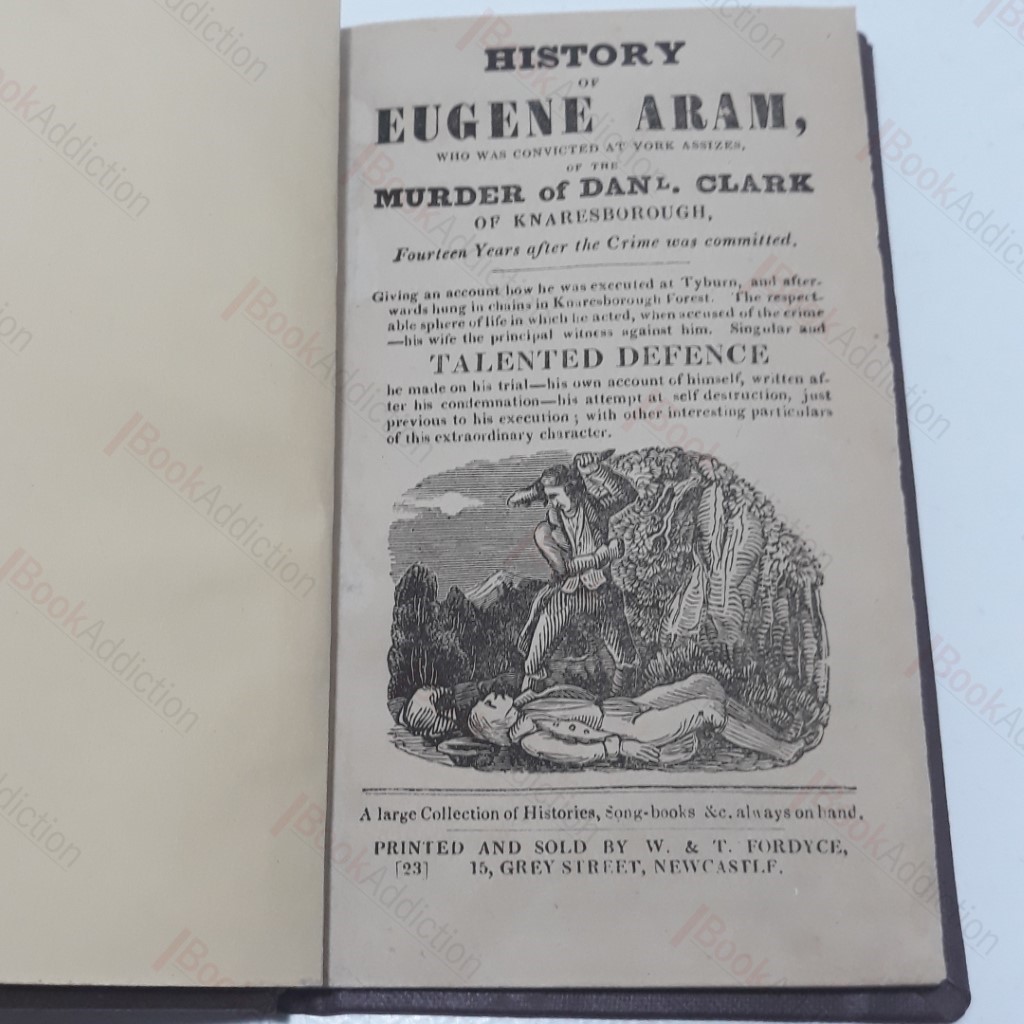 HISTORY
OF
EUGENE ARAM,
WHO WAS CONVICTED AT YORK ASSIZES,
OF THE
MURDER of DANL. CLARK
OF KNARESBOROUGH,
Fourteen Years after the Crime was committed.
Giving an account how he was executed at Tyburn, and after-
wards hung in chains in Knaresborough Forest. The respect-
able sphere of life in which he acted, when accused of the crime
—his wife the principal witness against him. Singular and
TALENTED DEFENCE
he made on his trial—his own account of himself, written af-
ter his condemnation—his attempt at self destruction, just
previous to his execution; with other interesting particulars
of this extraordinary character.
A large Collection of Histories, Song-books &c. always on hand.
PRINTED AND SOLD BY W. & T. FORDYCE,
[23] 15, GREY STREET, NEWCASTLE.
BookAddiction